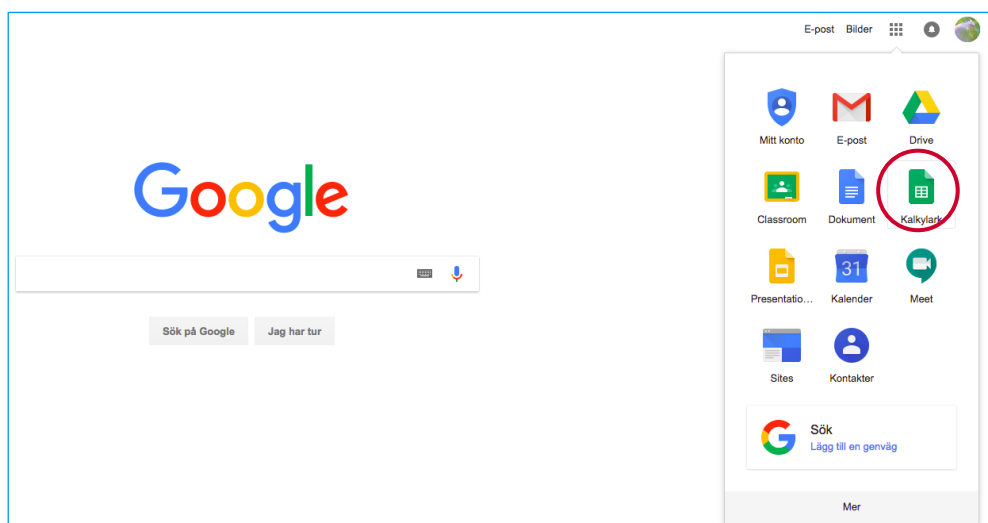 E-post Bilder
Mitt konto E-post Drive
Google
Classroom Dokument Kalkylark
31
Presentatio... Kalender Meet
Sök på Google Jag har tur
Sites Kontakter
Sök
Lägg till en genväg
Mer